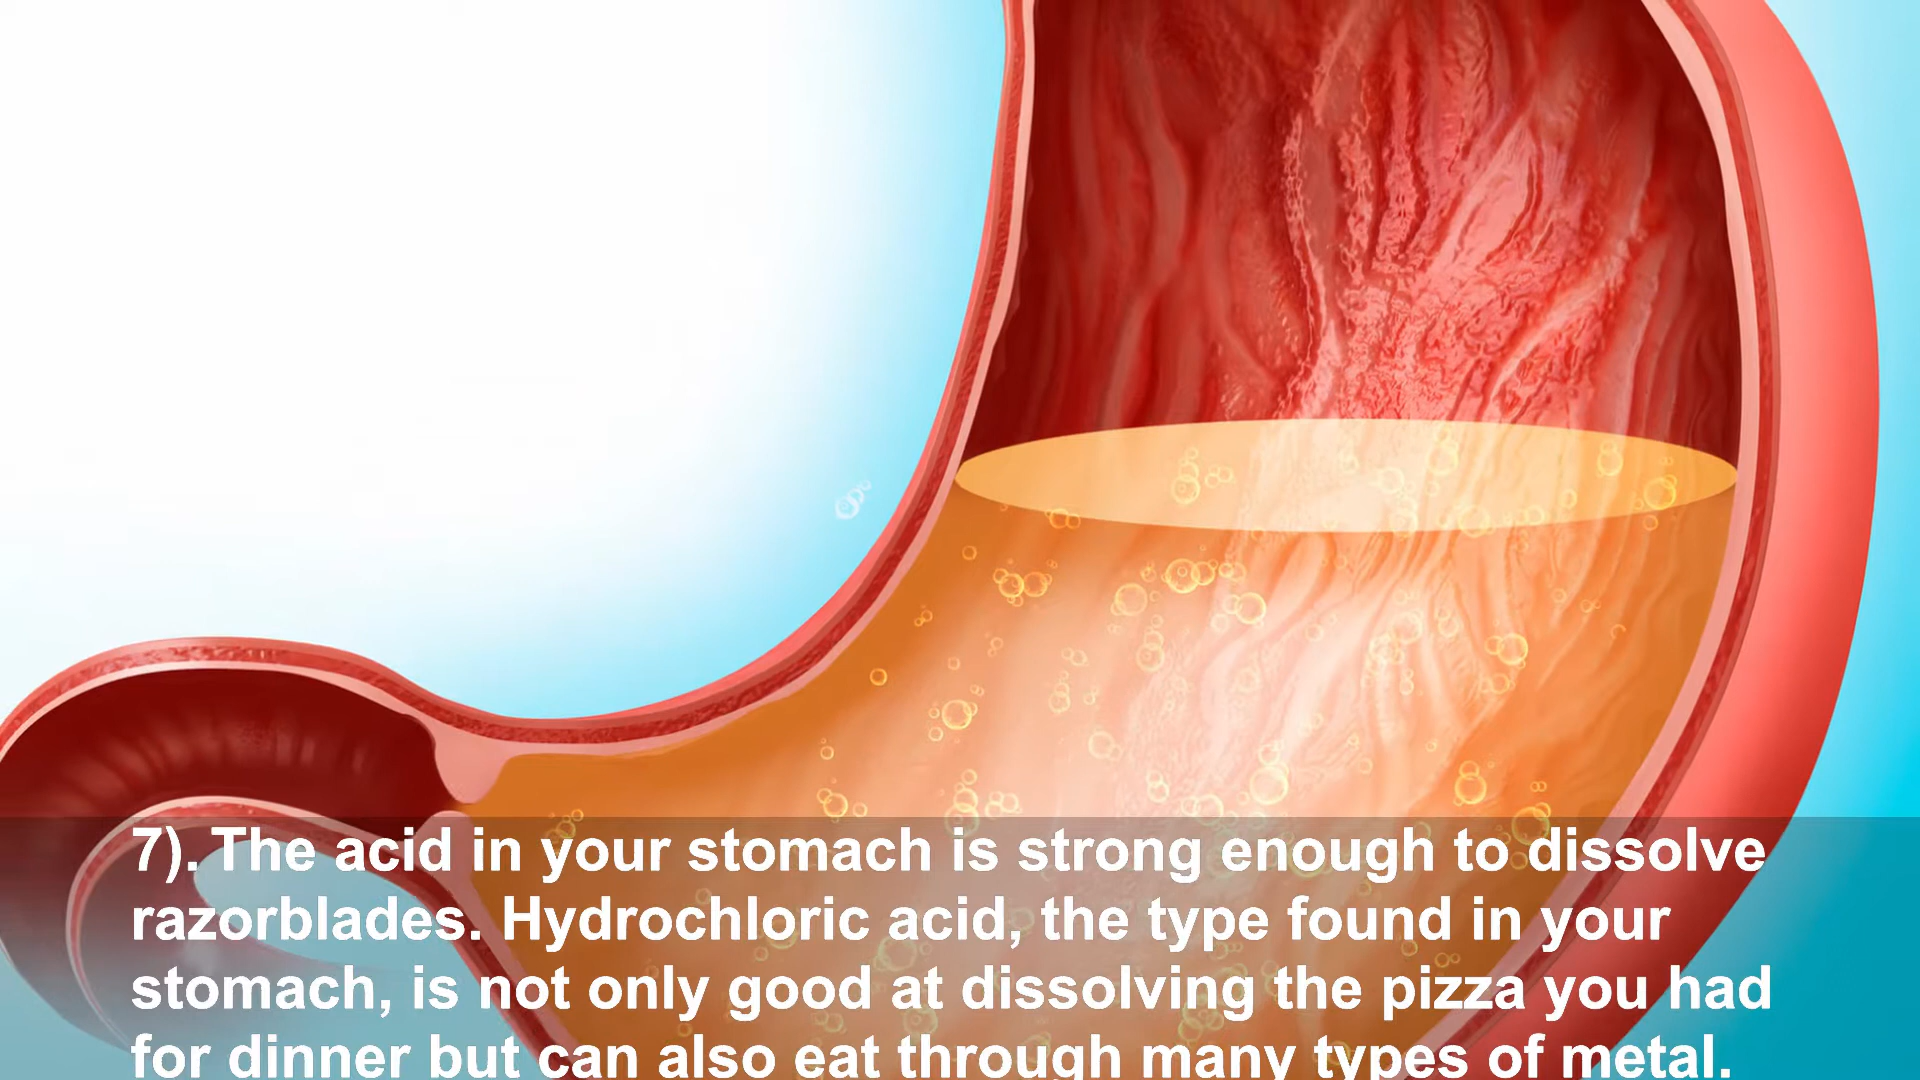 7). The acid in your stomach is strong enough to dissolve
razorblades. Hydrochloric acid, the type found in your
stomach, is not only good at dissolving the pizza you had
for dinner but can also eat through many types of metal.